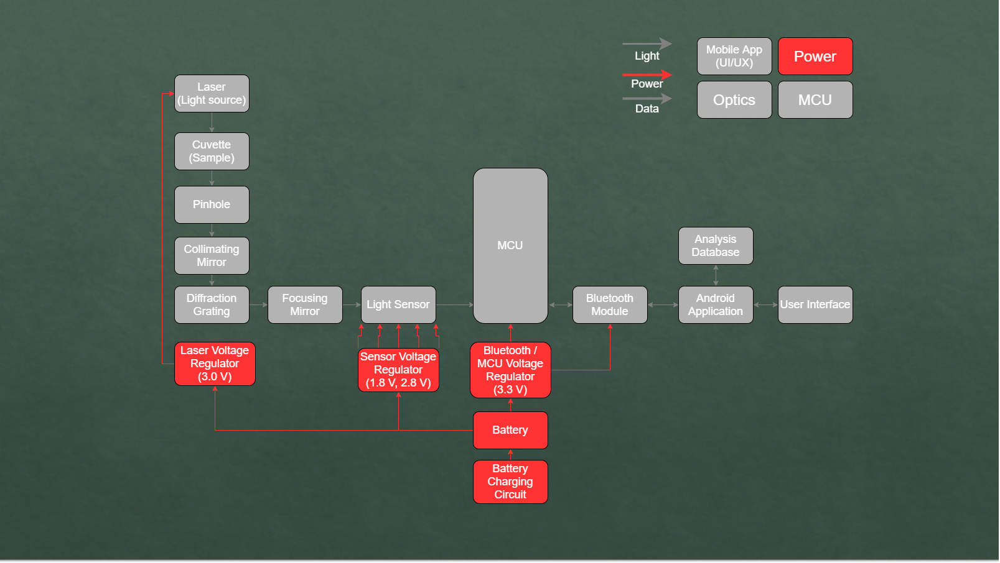 Light
Power
Data
Mobile App
(UI/UX)
Power
Optics
MCU
Laser
(Light source)
Cuvette
(Sample)
Pinhole
Collimating
Mirror
Diffraction
Grating
Focusing
Mirror
Light Sensor
MCU
Bluetooth
Module
Analysis
Database
Android
Application
User Interface
Laser Voltage
Regulator
(3.0 V)
Sensor Voltage
Regulator
(1.8 V, 2.8 V)
Bluetooth /
MCU Voltage
Regulator
(3.3 V)
Battery
Battery
Charging
Circuit